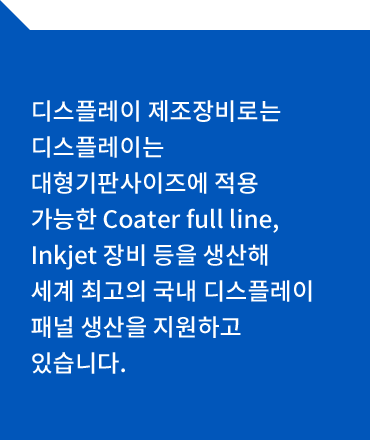 디스플레이 제조장비로는
디스플레이는
대형기판사이즈에 적용
가능한 Coater full line,
Inkjet 장비 등을 생산해
세계 최고의 국내 디스플레이
패널 생산을 지원하고
있습니다.